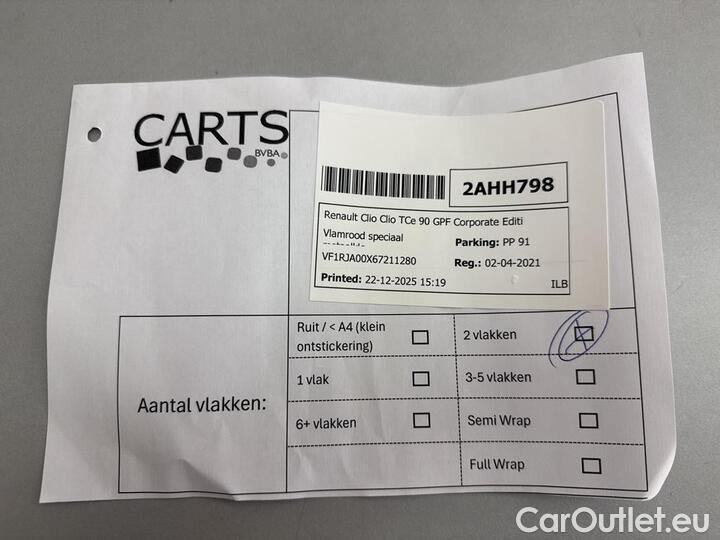 CARTS
BVBA
2AHH798
Renault Clio Clio TCe 90 GPF Corporate Editi
Vlamrood speciaal
Parking: PP 91
VF1RJA00X67211280
Reg.: 02-04-2021
Printed: 22-12-2025 15:19
ILB
Aantal vlakken:
Ruit / < A4 (klein
ontstickering)
2 vlakken
1 vlak
3-5 vlakken
6+ vlakken
Semi Wrap
Full Wrap
CarOutlet.eu